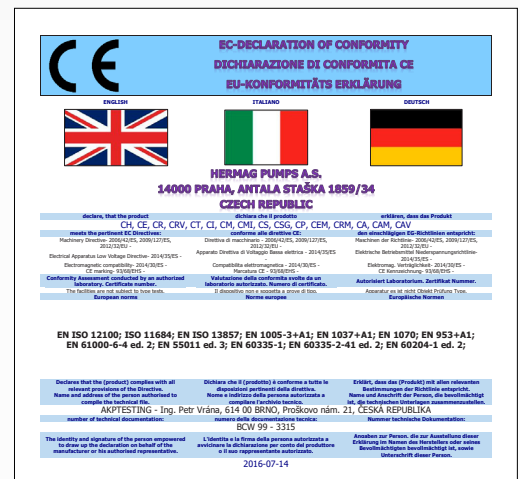 CE
EC-DECLARATION OF CONFORMITY
DICHIARAZIONE DI CONFORMITA CE
EU-KONFORMITÄTS ERKLÄRUNG
ENGLISH ITALIANO DEUTSCH
HERMAG PUMPS A.S.
14000 PRAHA, ANTALA STAŠKA 1859/34
CZECH REPUBLIC
declare, that the product dichiara che il prodotto erklären, dass das Produkt
CH, CE, CR, CRV, CT, CI, CM, CMI, CS, CSG, CP, CEM, CRM, CA, CAM, CAV
meets the pertinent EC Directives: conforme alle direttive CE: den einschlägigen EG-Richtlinien entspricht:
Machinery Directive- 2006/42/ES, 2009/127/ES, Direttiva di macchinario - 2006/42/ES, 2009/127/ES, Maschinen der Richtlinie- 2006/42/ES, 2009/127/ES,
2012/32/EU - 2012/32/EU - 2012/32/EU -
Electrical Apparatus Low Voltage Directive- 2014/35/ES - Apparato Direttiva di Voltaggio Basse elettrica - 2014/35/ES Elektrische Betriebsmittel Niederspannungsrichtlinie-
- 2014/35/ES -
Electromagnetic compatibility- 2014/30/ES - Compatibilita elettromagnetica - 2014/30/ES - Elektromag. Verträglichkeit- 2014/30/ES -
CE marking- 93/68/EHS - Marcatura CE - 93/68/EHS - CE Kennzeichnung- 93/68/EHS -
Conformity Assessment conducted by an authorized Valutazione della conformità svolte da un Autorisiert Laboratorium. Zertifikat Nummer.
laboratory. Certificate number. laboratorio autorizzato. Numero di certificato.
The facilities are not subject to type tests. Il dispositivo non e soggetta a prove di tipo. Apparatur es ist nicht Objekt Prüfung Type.
European norms Norme europee Europäische Normen
EN ISO 12100; ISO 11684; EN ISO 13857; EN 1005-3+A1; EN 1037+A1; EN 1070; EN 953+A1;
EN 61000-6-4 ed. 2; EN 55011 ed. 3; EN 60335-1; EN 60335-2-41 ed. 2; EN 60204-1 ed. 2;
Declares that the (product) complies with all Dichiara che il (prodotto) è conforme a tutte le Erklärt, dass das (Produkt) mit allen relevanten
relevant provisions of the Directive. disposizioni pertinenti della direttiva. Bestimmungen der Richtlinie entspricht.
Name and address of the person authorised to Nome e indirizzo della persona autorizzata a Name und Anschrift der Person, die bevollmächtigt
compile the technical file. compilare l'archivio tecnico. ist, die technischen Unterlagen zusammenzustellen.
AKPTESTING - Ing. Petr Vrána, 614 00 BRNO, Proškovo nám. 21, ČESKÁ REPUBLIKA
number of technical documentation: numero della documentazione tecnica: Nummer technische Dokumentation:
BCW 99 - 3315
The identity and signature of the person empowered L'identita e la firma della persona autorizzata a Angaben zur Person, die zur Ausstellung dieser
to draw up the declaration on behalf of the avvicinare la dichiarazione per conto del produttore Erklärung im Namen des Herstellers oder seines
manufacturer or his authorised representative. o il suo rappresentante autorizzato. Bevollmächtigten bevollmächtigt ist, sowie
Unterschrift dieser Person.
2016-07-14